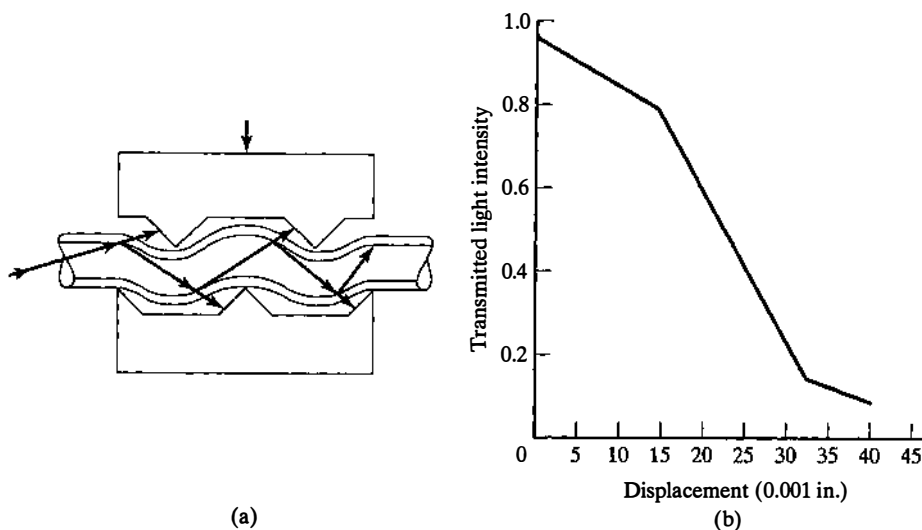 1.0
0.8
0.6
0.4
0.2
Transmitted light intensity
0 5 10 15 20 25 30 35 40 45
Displacement (0.001 in.)
(a)
(b)